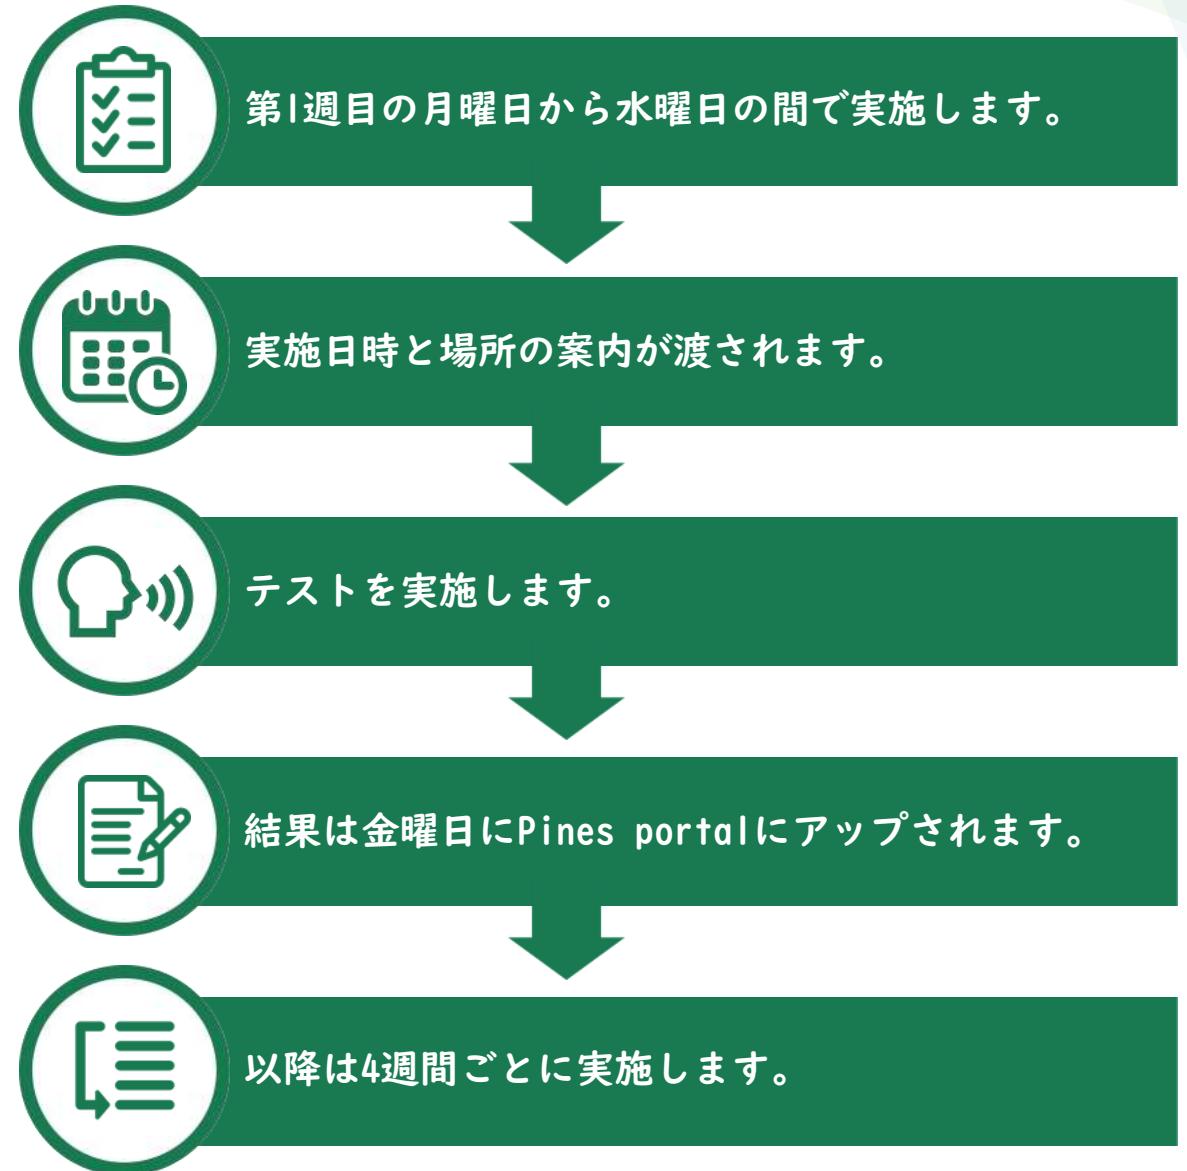 第1週目の月曜日から水曜日の間で実施します。
実施日時と場所の案内が渡されます。
テストを実施します。
結果は金曜日にPines portalにアップされます。
以降は4週間ごとに実施します。